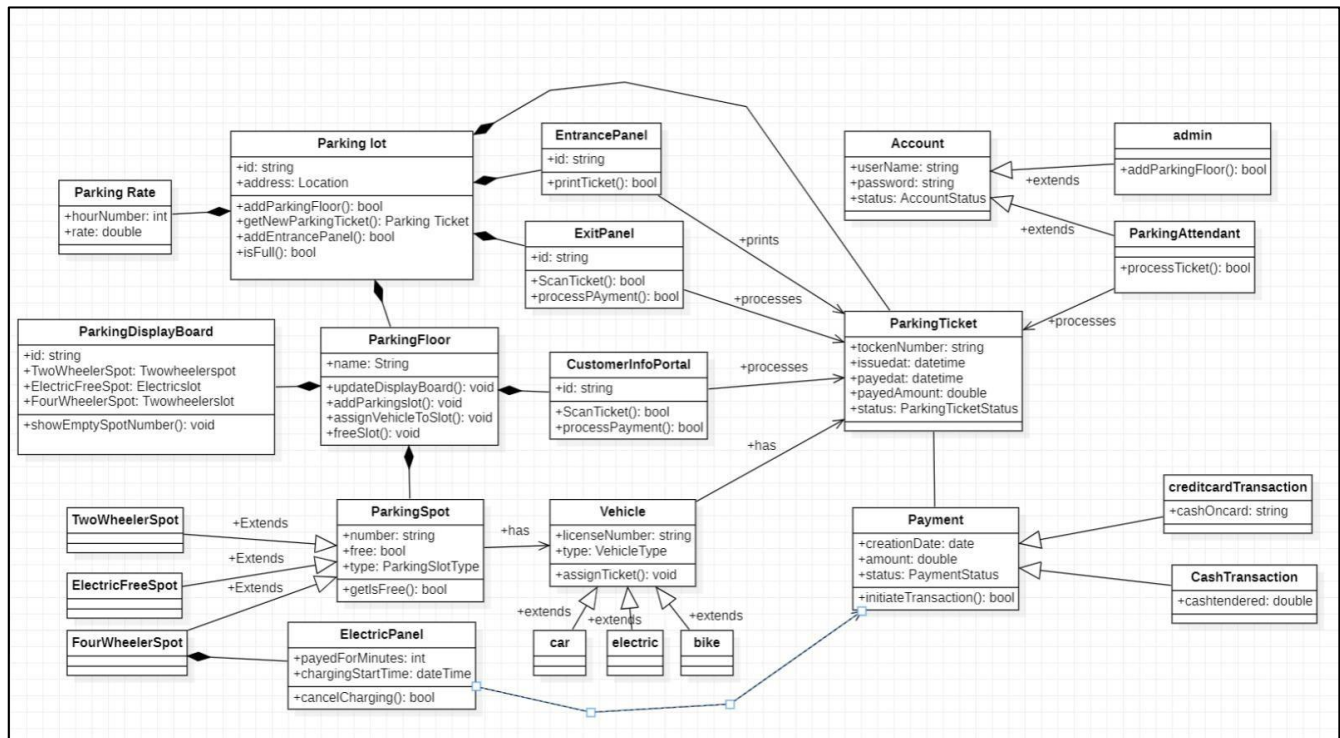 Parking lot
+id: string
+address: Location
+addParkingFloor(): bool
+getNewParkingTicket(): Parking Ticket
+addEntrancePanel(): bool
+isFull(): bool
EntrancePanel
+id: string
+printTicket(): bool
Account
+userName: string
+password: string
+status: AccountStatus
admin
+addParkingFloor(): bool
+extends
Parking Rate
+hourNumber: int
+rate: double
ExitPanel
+id: string
+ScanTicket(): bool
+processPAyment(): bool
+prints
+extends
ParkingAttendant
+processTicket(): bool
+processes
+processes
ParkingDisplayBoard
+id: string
+TwoWheelerSpot: Twowheelerspot
+ElectricFreeSpot: Electricslot
+FourWheelerSpot: Twowheelerslot
+showEmptySpotNumber(): void
ParkingFloor
+name: String
+updateDisplayBoard(): void
+addParkingslot(): void
+assignVehicleToSlot(): void
+freeSlot(): void
CustomerInfoPortal
+id: string
+ScanTicket(): bool
+processPayment(): bool
+processes
ParkingTicket
+tockenNumber: string
+issuedat: datetime
+payedat: datetime
+payedAmount: double
+status: ParkingTicketStatus
+has
TwoWheelerSpot
+Extends
ElectricFreeSpot
+Extends
+Extends
FourWheelerSpot
ParkingSpot
+number: string
+free: bool
+type: ParkingSlotType
+getIsFree(): bool
+has
Vehicle
+licenseNumber: string
+type: VehicleType
+assignTicket(): void
+extends
+extends
+extends
car
electric
bike
Payment
+creationDate: date
+amount: double
+status: PaymentStatus
+initiateTransaction(): bool
creditcardTransaction
+cashOncard: string
CashTransaction
+cashtendered: double
ElectricPanel
+payedForMinutes: int
+chargingStartTime: dateTime
+cancelCharging(): bool